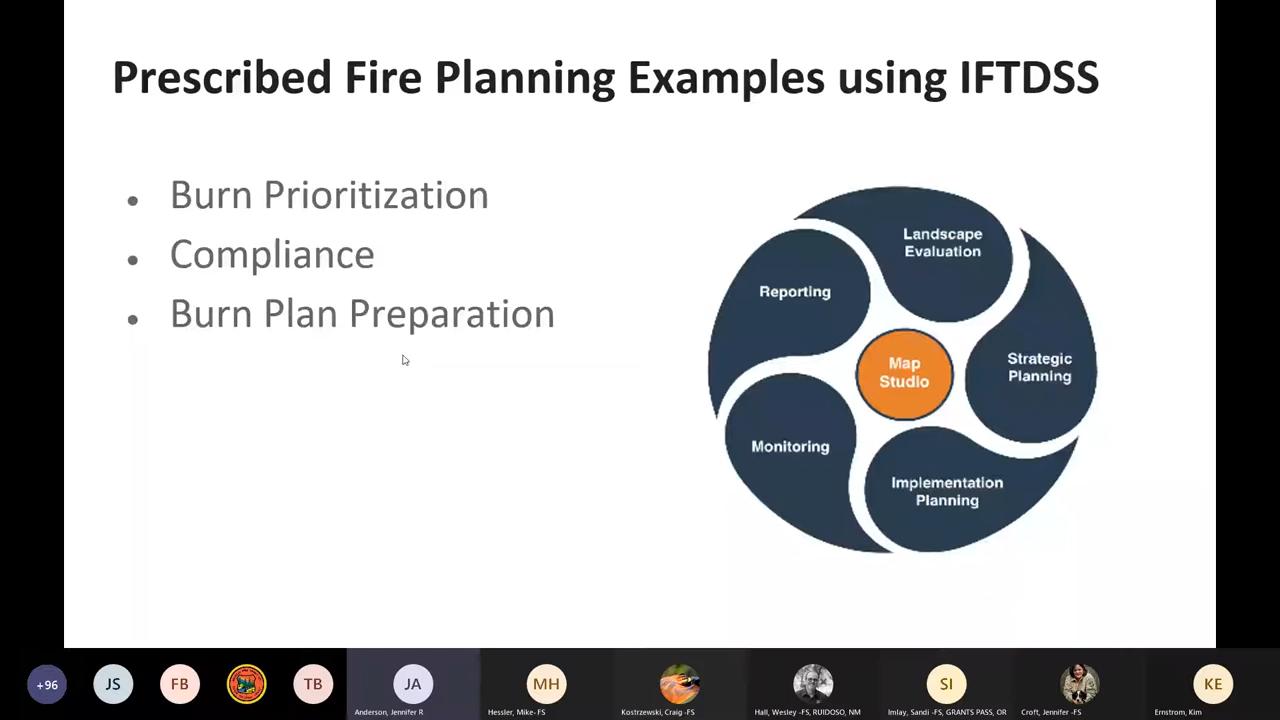 Prescribed Fire Planning Examples using IFTDSS
• Burn Prioritization
• Compliance
• Burn Plan Preparation
Landscape
Evaluation
Reporting
Strategic
Planning
Map
Studio
Monitoring
Implementation
Planning
+96
JS
FB
TB
JA
MH
SI
KE
Anderson, Jennifer R
Hessler, Mike- FS
Kostrzewski, Craig -FS
Hall, Wesley -FS, RUIDOSO, NM
Imlay, Sandi -FS, GRANTS PASS, OR
Croft, Jennifer -FS
Ernstrom, Kim